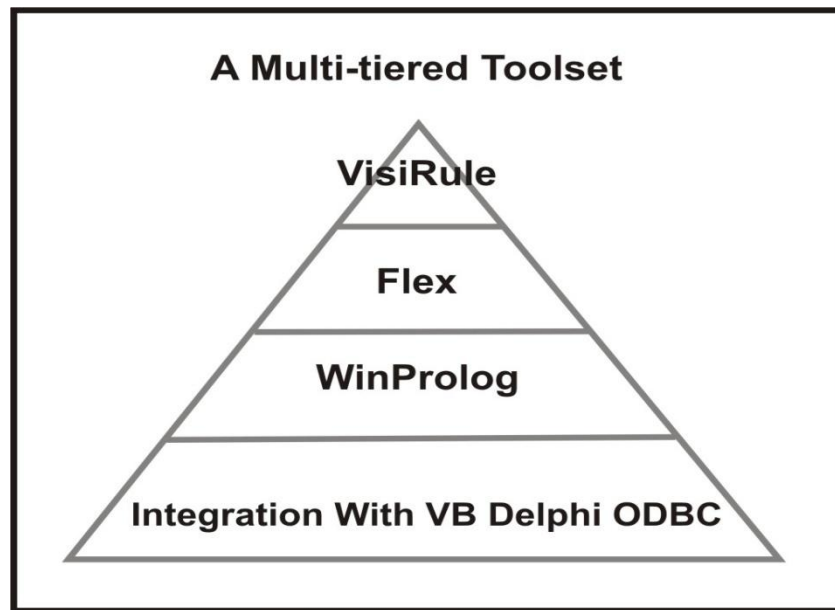 A Multi-tiered Toolset
VisiRule
Flex
WinProlog
Integration With VB Delphi ODBC